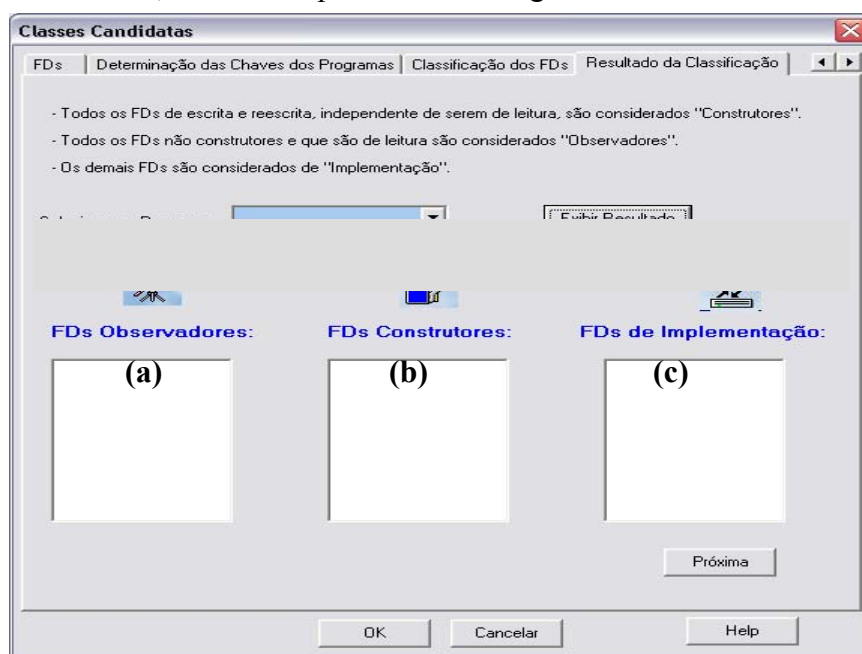 Classes Candidatas
FDs Determinação das Chaves dos Programas Classificação dos FDs Resultado da Classificação
- Todos os FDs de escrita e reescrita, independente de serem de leitura, são considerados "Construtores".
- Todos os FDs não construtores e que são de leitura são considerados "Observadores".
- Os demais FDs são considerados de "Implementação".
Exibir Resultado
FDs Observadores: FDs Construtores: FDs de Implementação:
(a) (b) (c)
Próxima
OK Cancelar Help